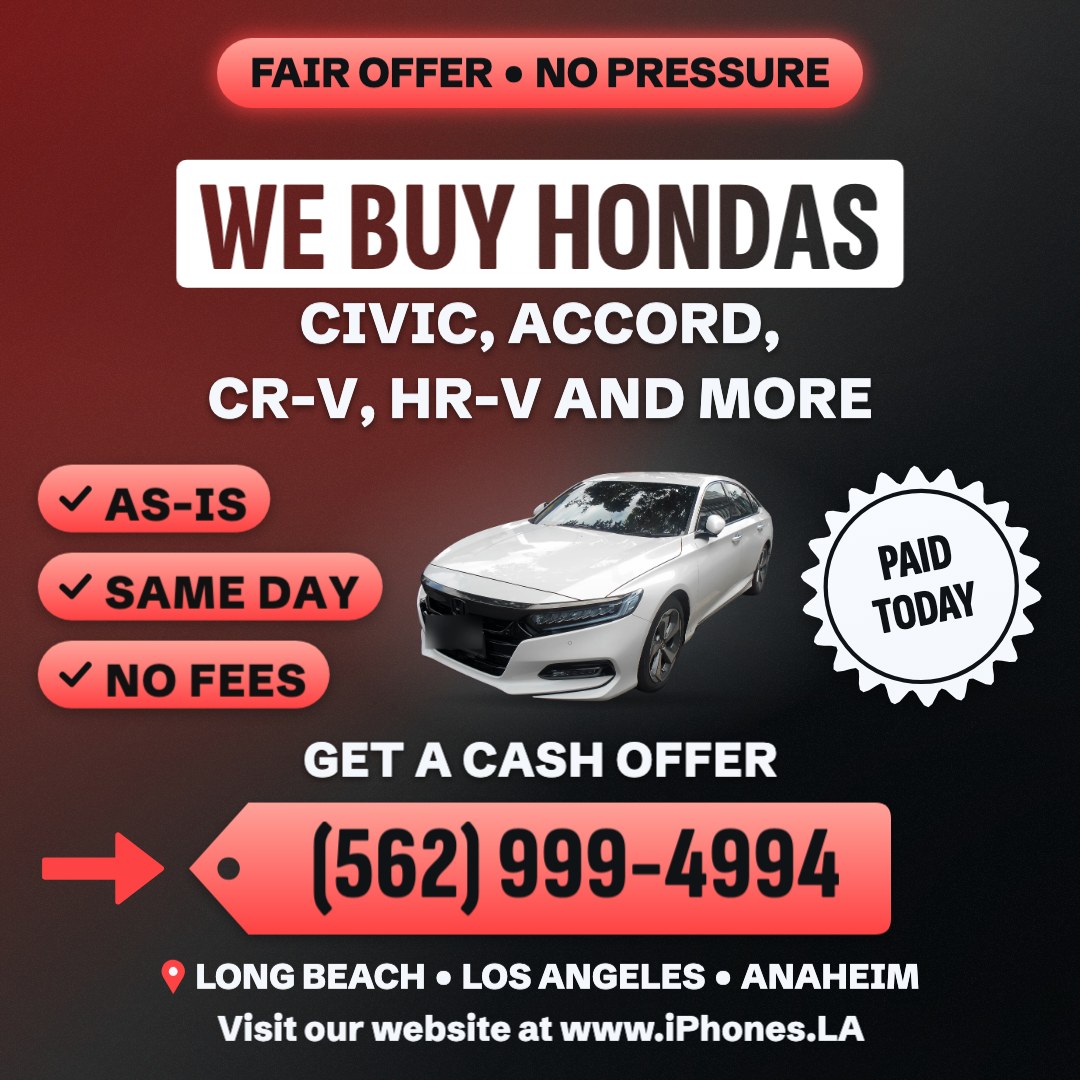 FAIR OFFER • NO PRESSURE
WE BUY HONDAS
CIVIC, ACCORD,
CR-V, HR-V AND MORE
✓ AS-IS
✓ SAME DAY
✓ NO FEES
PAID
TODAY
GET A CASH OFFER
(562) 999-4994
LONG BEACH • LOS ANGELES • ANAHEIM
Visit our website at www.iPhones.LA